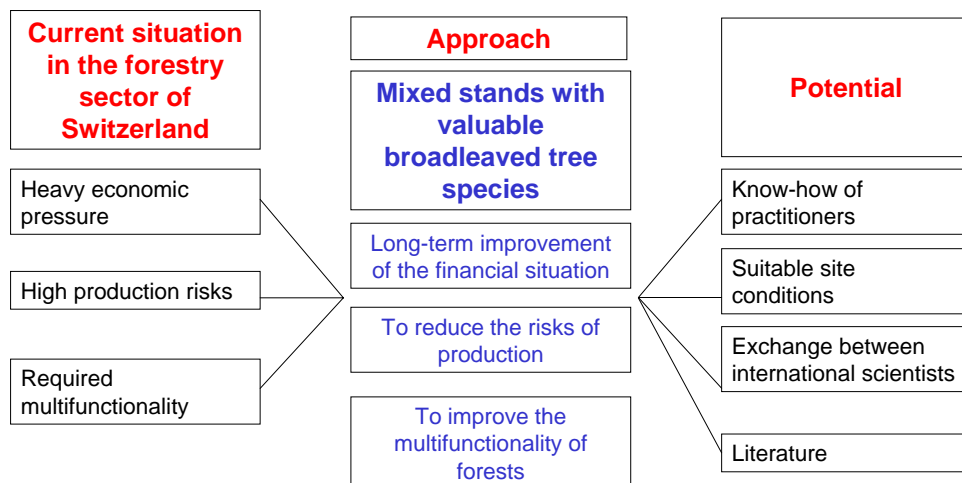 Current situation
in the forestry
sector of
Switzerland
Heavy economic
pressure
High production risks
Required
multifunctionality
Approach
Mixed stands with
valuable
broadleaved tree
species
Long-term improvement
of the financial situation
To reduce the risks of
production
To improve the
multifunctionality of
forests
Potential
Know-how of
practitioners
Suitable site
conditions
Exchange between
international scientists
Literature